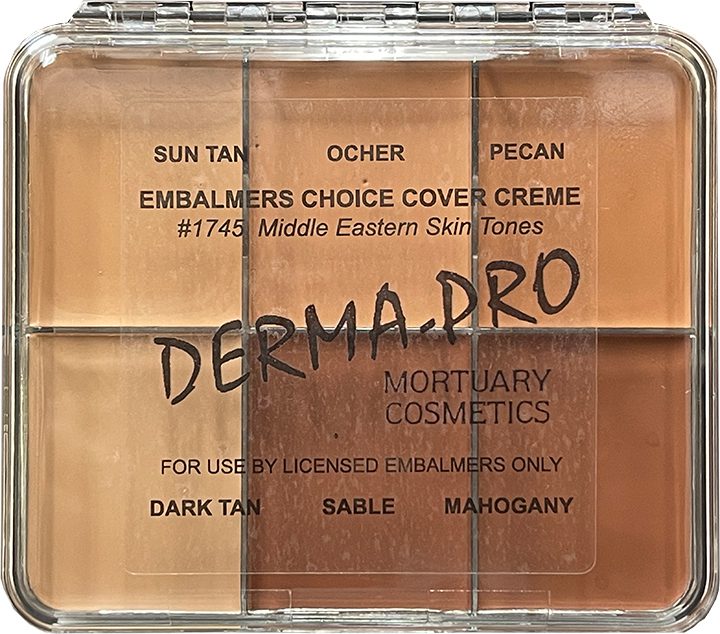 SUN TAN OCHER PECAN
EMBALMERS CHOICE COVER CREME
#1745 Middle Eastern Skin Tones
DERMA-PRO
MORTUARY
COSMETICS
FOR USE BY LICENSED EMBALMERS ONLY
DARK TAN SABLE MAHOGANY